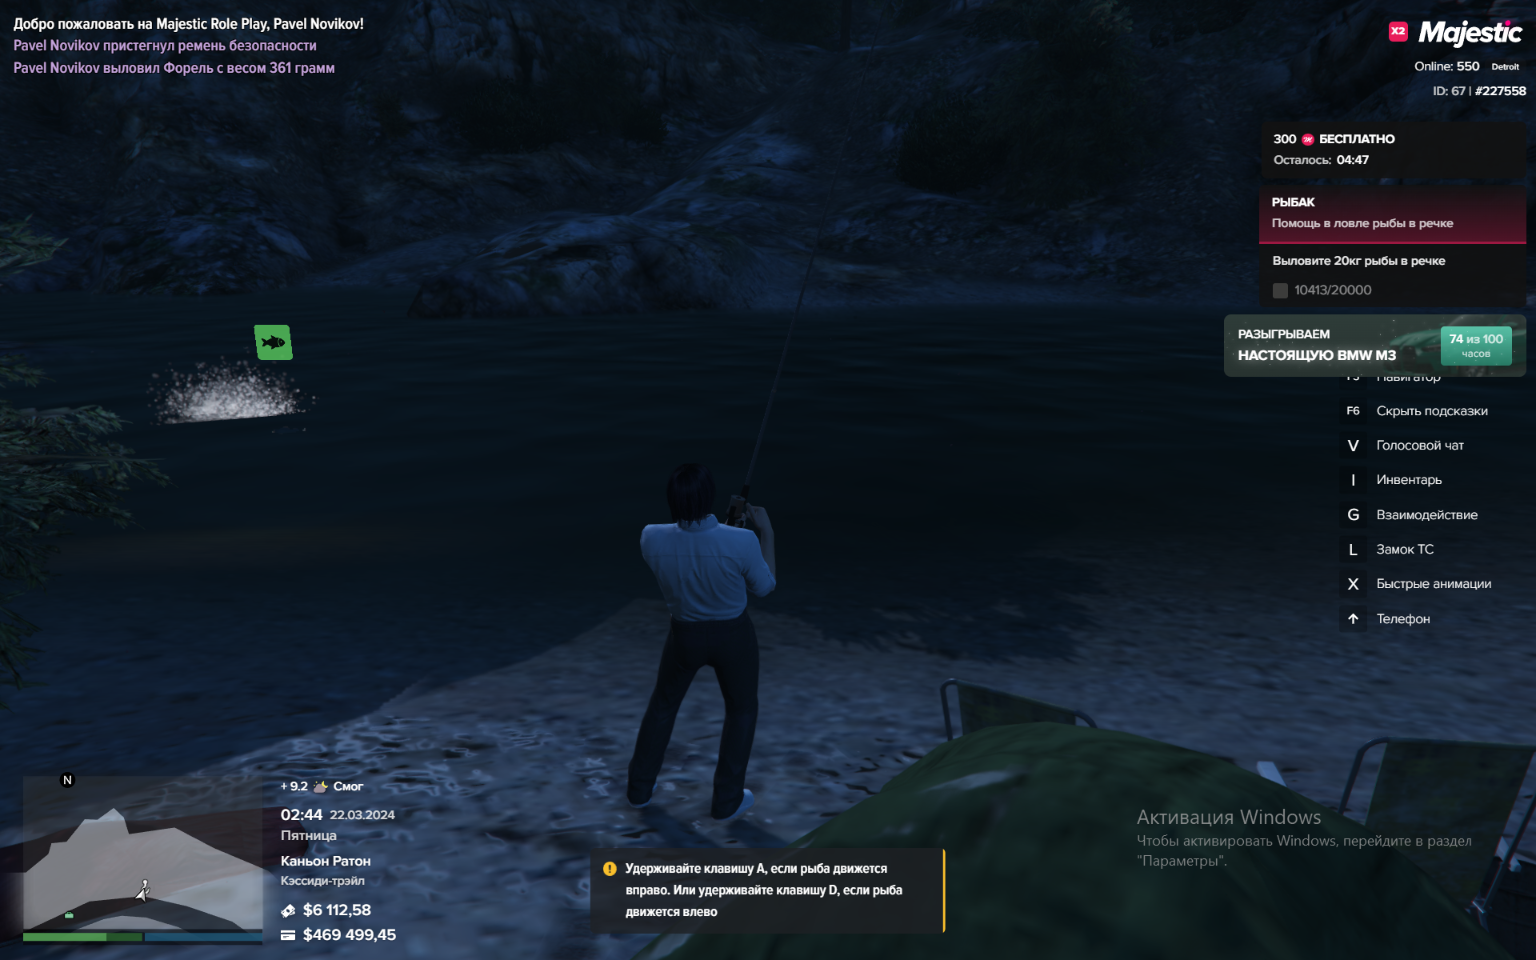 Добро пожаловать на Majestic Role Play, Pavel Novikov!
Pavel Novikov пристегнул ремень безопасности
Pavel Novikov выловил Форель с весом 361 грамм
X2 Majestic
Online: 550 Detroit
ID: 67 | #227558
300 БЕСПЛАТНО
Осталось: 04:47
РЫБАК
Помощь в ловле рыбы в речке
Выловите 20кг рыбы в речке
10413/20000
РАЗЫГРЫВАЕМ
НАСТОЯЩУЮ BMW M3
74 из 100
часов
Навигатор
F6 Скрыть подсказки
V Голосовой чат
I Инвентарь
G Взаимодействие
L Замок ТС
X Быстрые анимации
Телефон
N
+ 9.2 Смог
02:44 22.03.2024
Пятница
Каньон Ратон
Кэссиди-трэйл
$6 112,58
$469 499,45
Удерживайте клавишу A, если рыба движется
вправо. Или удерживайте клавишу D, если рыба
движется влево
Активация Windows
Чтобы активировать Windows, перейдите в раздел
"Параметры".